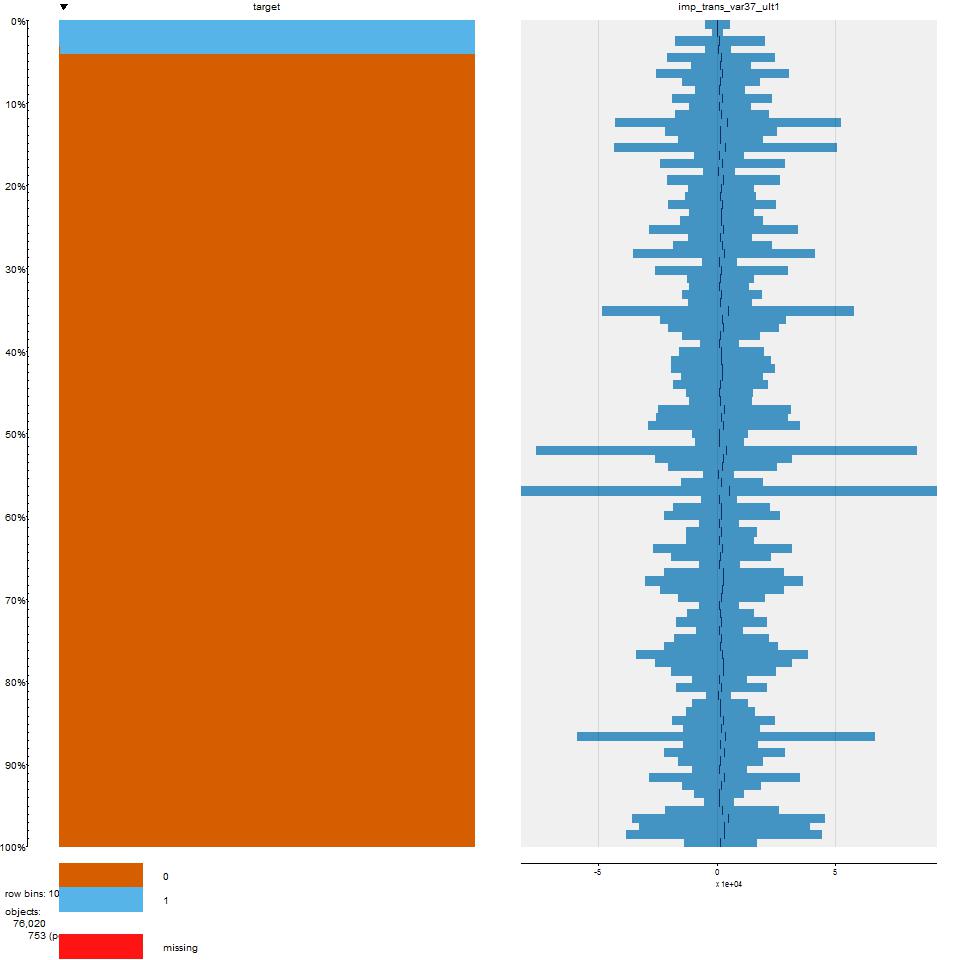 target
imp_trans_var37_ult1
0%
10%
20%
30%
40%
50%
60%
70%
80%
90%
100%
-5
0
5
x 1e+04
0
row bins: 10
1
objects:
76,020
753 (p
missing